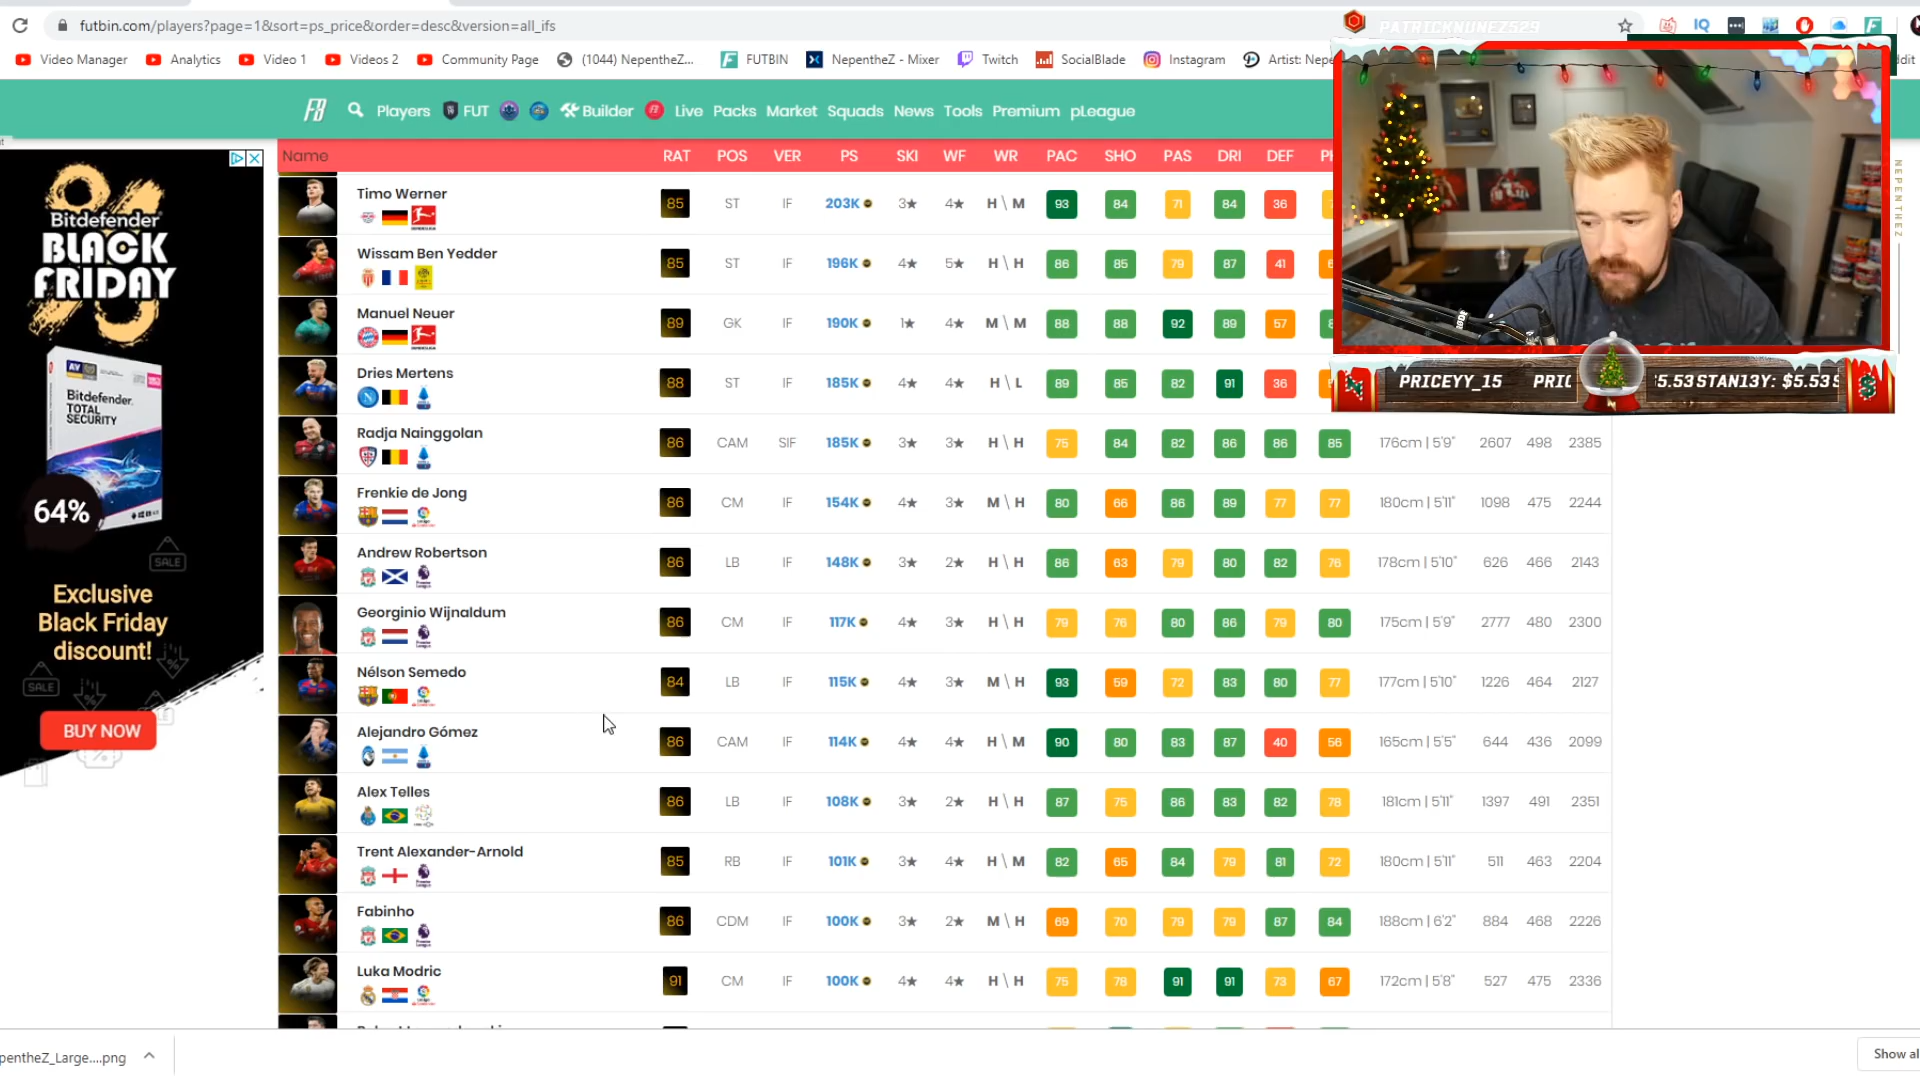 futbin.com/players?page=1&sort=ps_price&order=desc&version=all_ifs
PATRICKNUNEZ529
Video Manager Analytics Video 1 Videos 2 Community Page (1044) NepentheZ... FUTBIN NepentheZ - Mixer Twitch SocialBlade Instagram Artist: Nepe
Players FUT Builder Live Packs Market Squads News Tools Premium pLeague
Name RAT POS VER PS SKI WF WR PAC SHO PAS DRI DEF
Timo Werner
85 ST IF 203K 3★ 4★ H \ M 93 84 71 84 36
Wissam Ben Yedder
85 ST IF 196K 4★ 5★ H \ H 86 85 79 87 41
Manuel Neuer
89 GK IF 190K 1★ 4★ M \ M 88 88 92 89 57
Dries Mertens
88 ST IF 185K 4★ 4★ H \ L 89 85 82 91 36
Radja Nainggolan
86 CAM SIF 185K 3★ 3★ H \ H 75 84 82 86 86 85 176cm | 5'9" 2607 498 2385
Frenkie de Jong
86 CM IF 154K 4★ 3★ M \ H 80 66 86 89 77 77 180cm | 5'11" 1098 475 2244
Andrew Robertson
86 LB IF 148K 3★ 2★ H \ H 86 63 79 80 82 76 178cm | 5'10" 626 466 2143
Georginio Wijnaldum
86 CM IF 117K 4★ 3★ H \ H 79 76 80 86 79 80 175cm | 5'9" 2777 480 2300
Nélson Semedo
84 LB IF 115K 4★ 3★ M \ H 93 59 72 83 80 77 177cm | 5'10" 1226 464 2127
Alejandro Gómez
86 CAM IF 114K 4★ 4★ H \ M 90 80 83 87 40 56 165cm | 5'5" 644 436 2099
Alex Telles
86 LB IF 108K 3★ 2★ H \ H 87 75 86 83 82 78 181cm | 5'11" 1397 491 2351
Trent Alexander-Arnold
85 RB IF 101K 3★ 4★ H \ M 82 65 84 79 81 72 180cm | 5'11" 511 463 2204
Fabinho
86 CDM IF 100K 3★ 2★ M \ H 69 70 79 79 87 84 188cm | 6'2" 884 468 2226
Luka Modric
91 CM IF 100K 4★ 4★ H \ H 75 78 91 91 73 67 172cm | 5'8" 527 475 2336
Bitdefender
BLACK
FRIDAY
Bitdefender
TOTAL
SECURITY
64%
SALE
Exclusive
Black Friday
discount!
SALE
BUY NOW
NEPENTHEZ
PRICEYY_15 5.53 STAN13Y: $5.53
pentheZ_Large....png
Show al